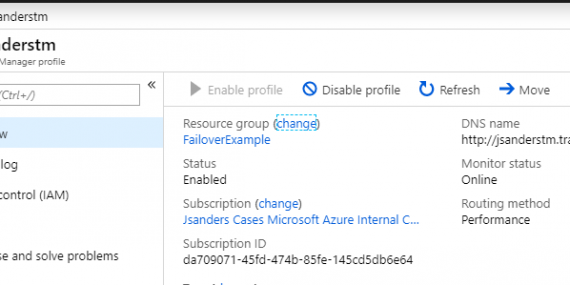 anderstm
nderstm
Manager profile
(Ctrl+/)
«
Enable profile
Disable profile
Refresh
Move
w
log
control (IAM)
se and solve problems
Resource group (change)
FailoverExample
Status
Enabled
Subscription (change)
Jsanders Cases Microsoft Azure Internal C...
Subscription ID
da709071-45fd-474b-85fe-145cd5db6e64
DNS name
http://jsanderstm.tra
Monitor status
Online
Routing method
Performance